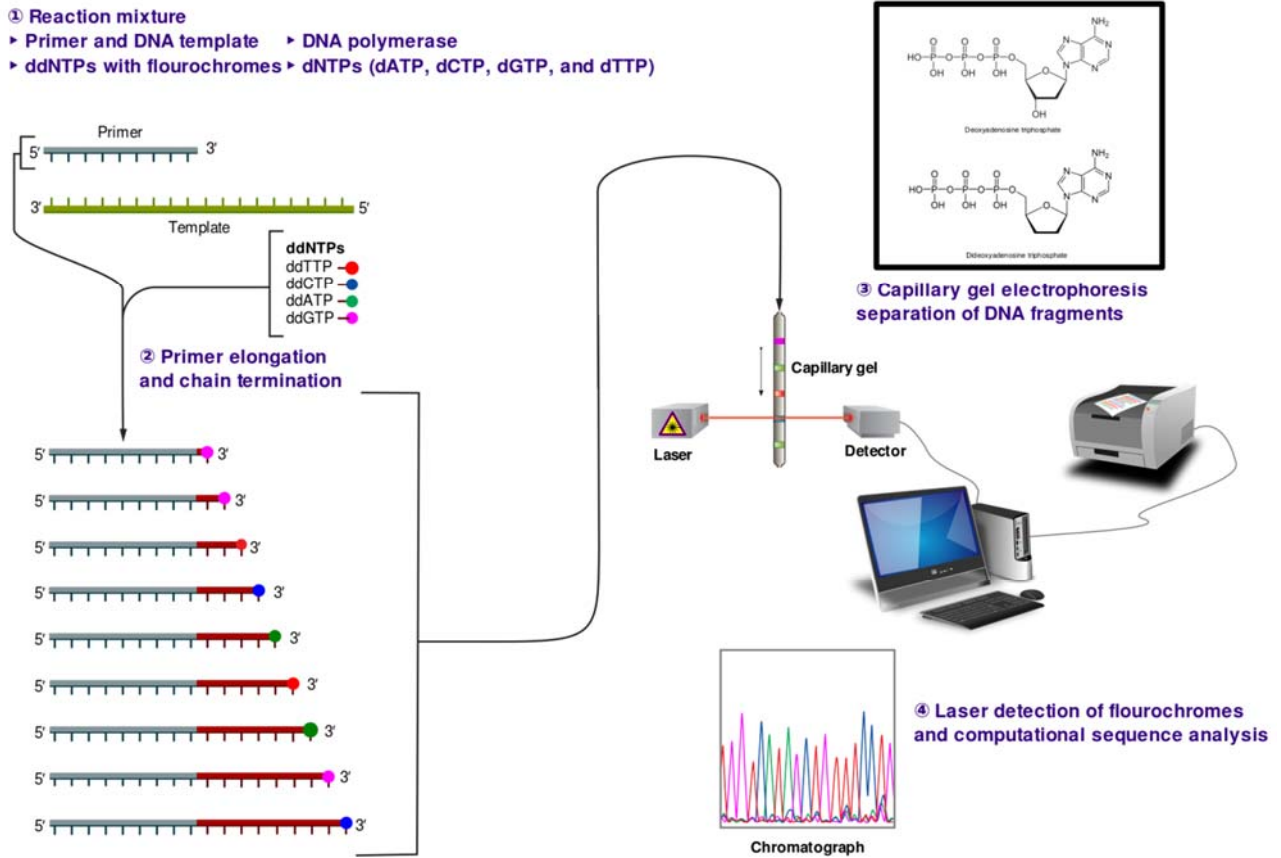 ① Reaction mixture
‣ Primer and DNA template ‣ DNA polymerase
‣ ddNTPs with flourochromes ‣ dNTPs (dATP, dCTP, dGTP, and dTTP)
Primer
5′ 3′
3′ 5′
Template
ddNTPs
ddTTP
ddCTP
ddATP
ddGTP
② Primer elongation
and chain termination
5′ 3′
5′ 3′
5′ 3′
5′ 3′
5′ 3′
5′ 3′
5′ 3′
5′ 3′
5′ 3′
NH₂
O O O N N
HO P O P O P O O N N
OH OH OH
OH
Deoxyadenosine triphosphate
NH₂
O O O N N
HO P O P O P O O N N
OH OH OH
Dideoxyadenosine triphosphate
③ Capillary gel electrophoresis
separation of DNA fragments
Capillary gel
Laser
Detector
④ Laser detection of flourochromes
and computational sequence analysis
Chromatograph